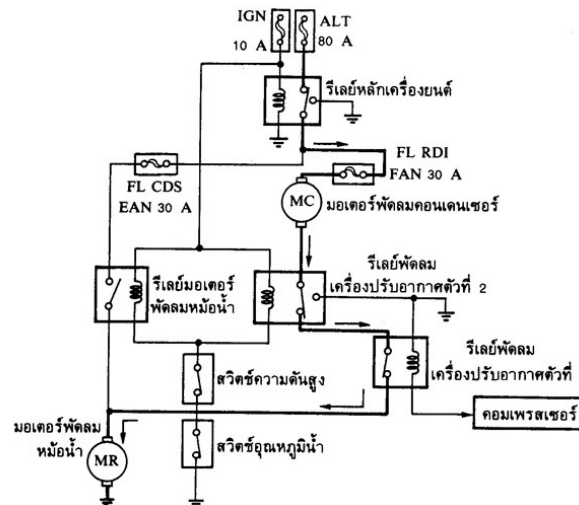 IGN
10 A
ALT
80 A
รีเลย์หลักเครื่องยนต์
FL RDI
FAN 30 A
FL CDS
EAN 30 A
MC
มอเตอร์พัดลมคอนเดนเซอร์
รีเลย์มอเตอร์
พัดลมหม้อน้ำ
รีเลย์พัดลม
เครื่องปรับอากาศตัวที่ 2
รีเลย์พัดลม
เครื่องปรับอากาศตัวที่
สวิตช์ความดันสูง
คอมเพรสเซอร์
มอเตอร์พัดลม
หม้อน้ำ
MR
สวิตช์อุณหภูมิน้ำ